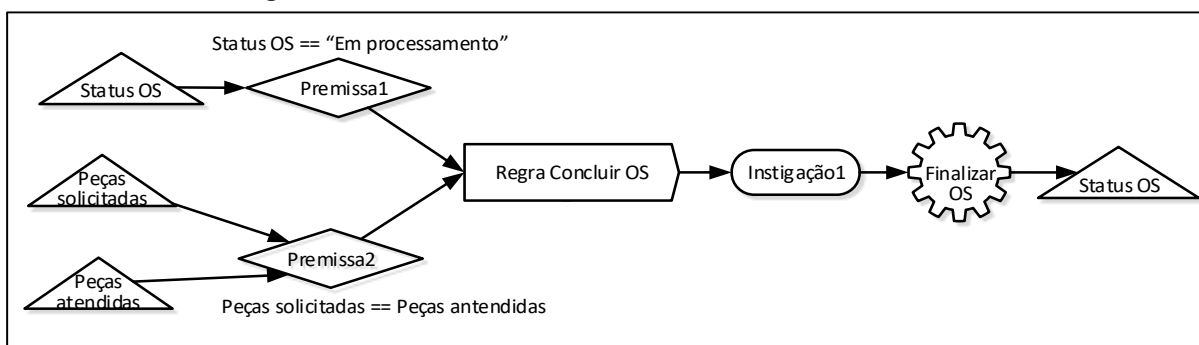 Status OS == “Em processamento”
Status OS
Premissa1
Peças
solicitadas
Regra Concluir OS
Instigação1
Finalizar
OS
Status OS
Premissa2
Peças
atendidas
Peças solicitadas == Peças antendidas